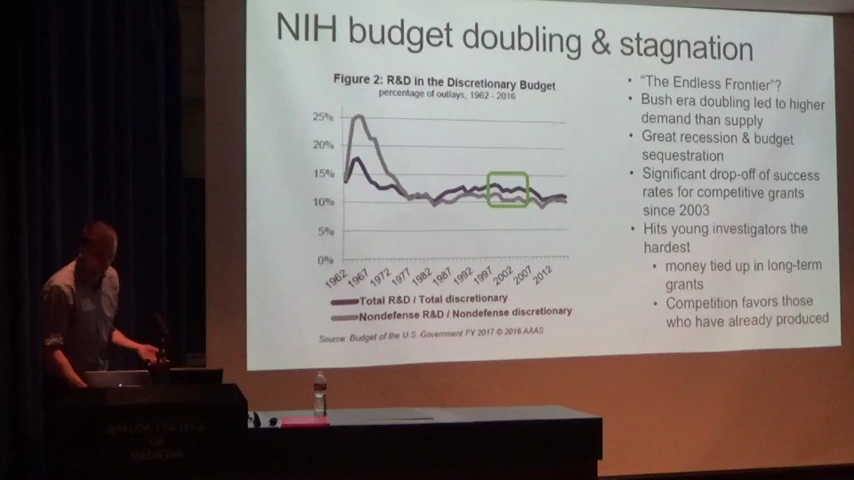 NIH budget doubling & stagnation
Figure 2: R&D in the Discretionary Budget
percentage of outlays, 1962 - 2016
25%
20%
15%
10%
5%
0%
1962 1967 1972 1977 1982 1987 1992 1997 2002 2007 2012
Total R&D / Total discretionary
Nondefense R&D / Nondefense discretionary
Source: Budget of the U.S. Government FY 2017 © 2016 AAAS
• "The Endless Frontier"?
• Bush era doubling led to higher
demand than supply
• Great recession & budget
sequestration
• Significant drop-off of success
rates for competitive grants
since 2003
• Hits young investigators the
hardest
• money tied up in long-term
grants
• Competition favors those
who have already produced
BAYLOR COLLEGE
OF
MEDICINE